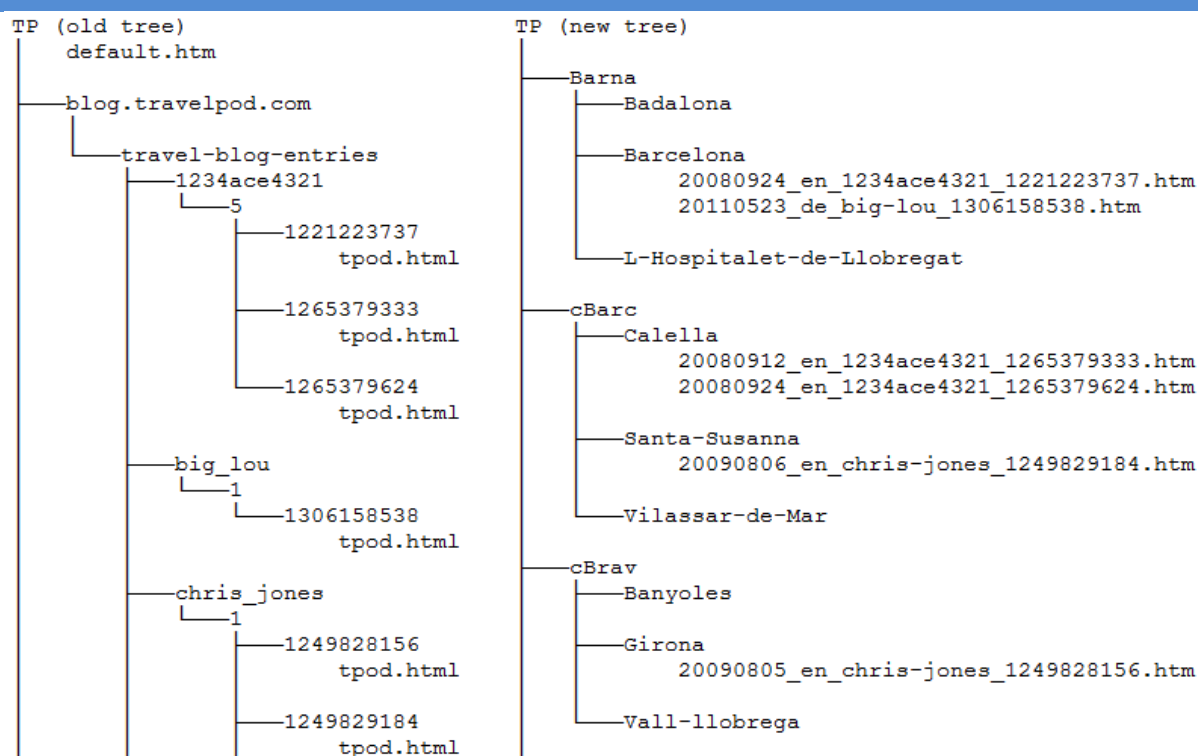 TP (old tree)
default.htm
blog.travelpod.com
travel-blog-entries
1234ace4321
5
1221223737
tpod.html
1265379333
tpod.html
1265379624
tpod.html
big_lou
1
1306158538
tpod.html
chris_jones
1
1249828156
tpod.html
1249829184
tpod.html
TP (new tree)
Barna
Badalona
Barcelona
20080924_en_1234ace4321_1221223737.htm
20110523_de_big-lou_1306158538.htm
L-Hospitalet-de-Llobregat
cBarc
Calella
20080912_en_1234ace4321_1265379333.htm
20080924_en_1234ace4321_1265379624.htm
Santa-Susanna
20090806_en_chris-jones_1249829184.htm
Vilassar-de-Mar
cBrav
Banyoles
Girona
20090805_en_chris-jones_1249828156.htm
Vall-llobrega